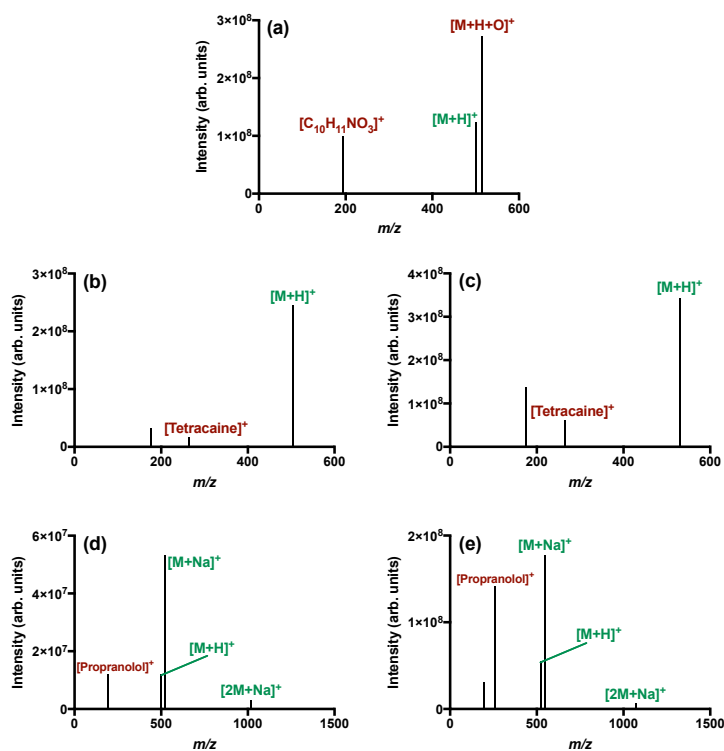 (a)
[M+H+O]⁺
[M+H]⁺
[C₁₀H₁₁NO₃]⁺
Intensity (arb. units)
3×10⁸
2×10⁸
1×10⁸
0
0 200 400 600
m/z
(b)
[M+H]⁺
[Tetracaine]⁺
Intensity (arb. units)
3×10⁸
2×10⁸
1×10⁸
0
0 200 400 600
m/z
(c)
[M+H]⁺
[Tetracaine]⁺
Intensity (arb. units)
4×10⁸
3×10⁸
2×10⁸
1×10⁸
0
0 200 400 600
m/z
(d)
[M+Na]⁺
[M+H]⁺
[Propranolol]⁺
[2M+Na]⁺
Intensity (arb. units)
6×10⁷
4×10⁷
2×10⁷
0
0 500 1000 1500
m/z
(e)
[M+Na]⁺
[Propranolol]⁺
[M+H]⁺
[2M+Na]⁺
Intensity (arb. units)
2×10⁸
1×10⁸
0
0 500 1000 1500
m/z